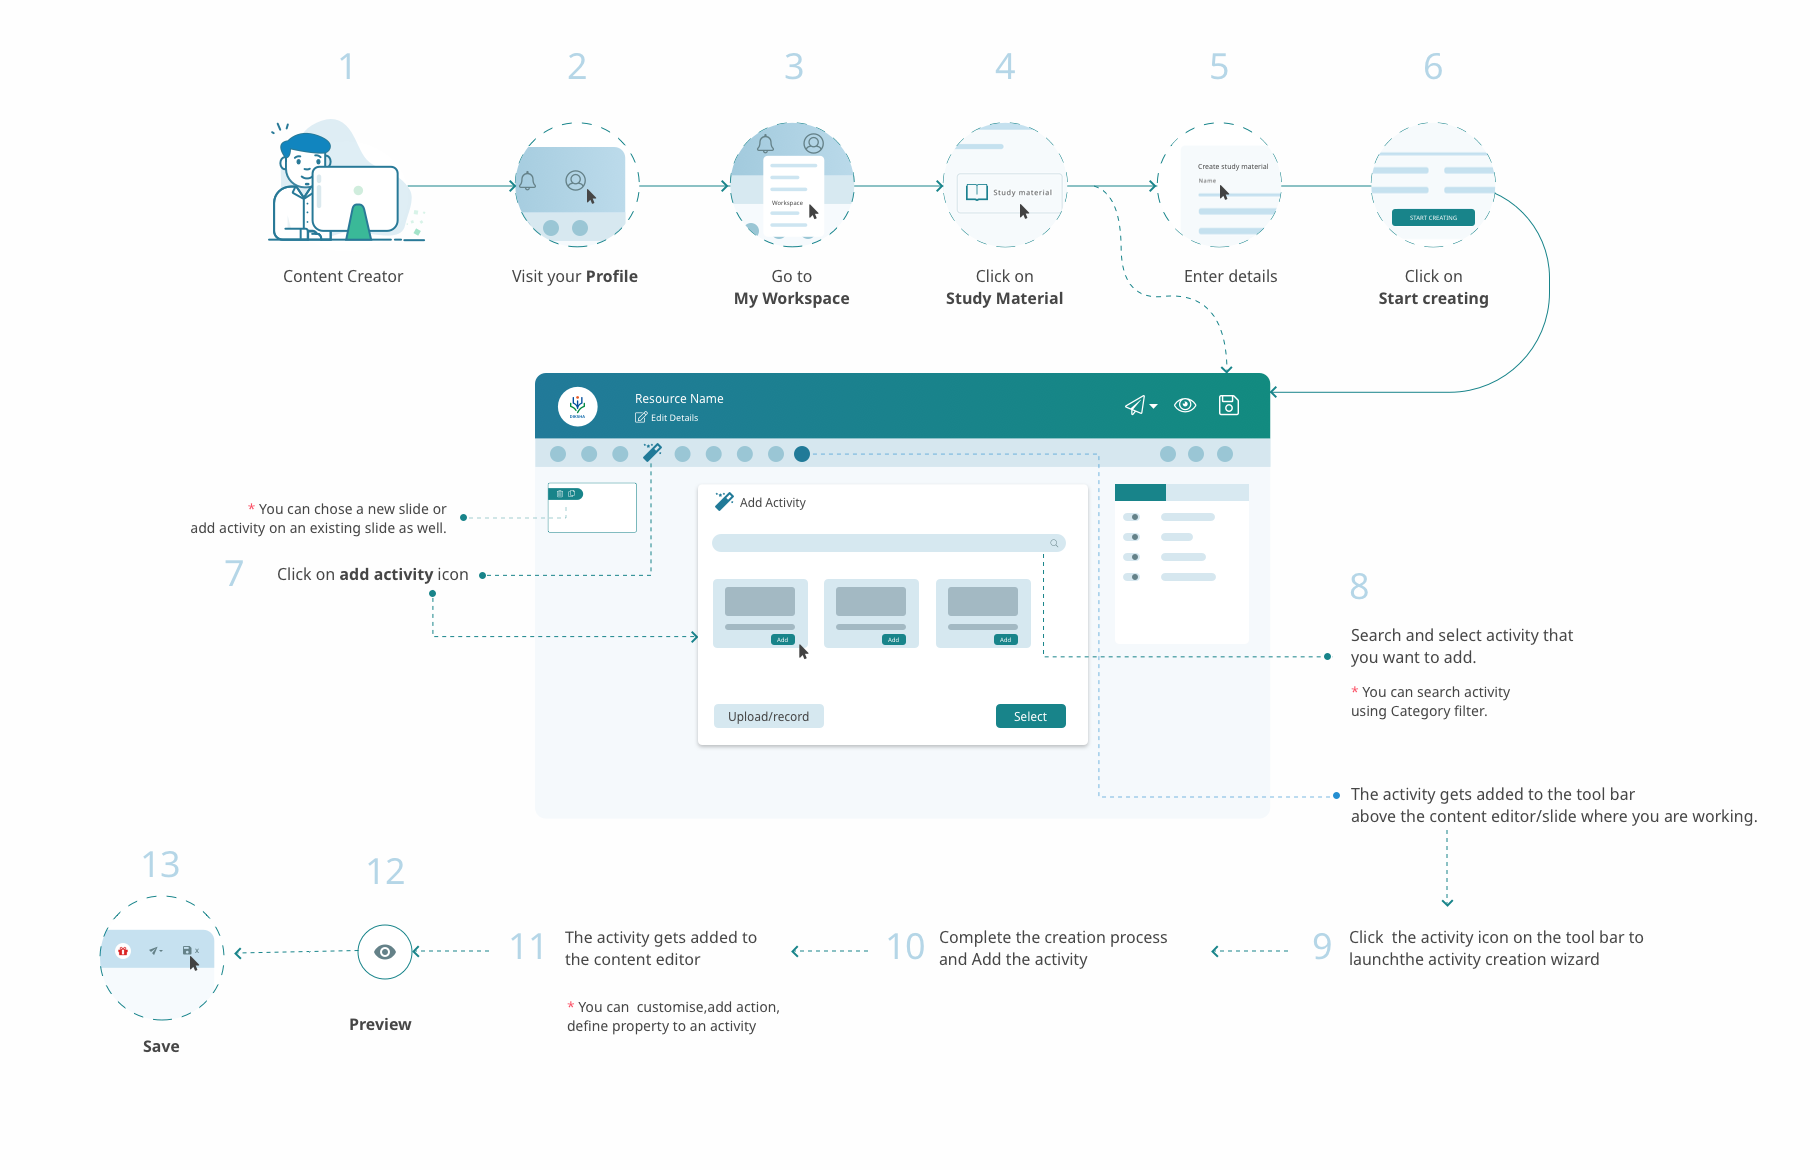 1
2
3
4
5
6
Workspace
Study material
Create study material
Name
START CREATING
Content Creator
Visit your Profile
Go to
My Workspace
Click on
Study Material
Enter details
Click on
Start creating
DIKSHA
Resource Name
Edit Details
* You can chose a new slide or
add activity on an existing slide as well.
7
Click on add activity icon
Add Activity
Add
Add
Add
Upload/record
Select
8
Search and select activity that
you want to add.
* You can search activity
using Category filter.
The activity gets added to the tool bar
above the content editor/slide where you are working.
9
Click  the activity icon on the tool bar to
launchthe activity creation wizard
10
Complete the creation process
and Add the activity
11
The activity gets added to
the content editor
* You can  customise,add action,
define property to an activity
12
Preview
13
x
Save